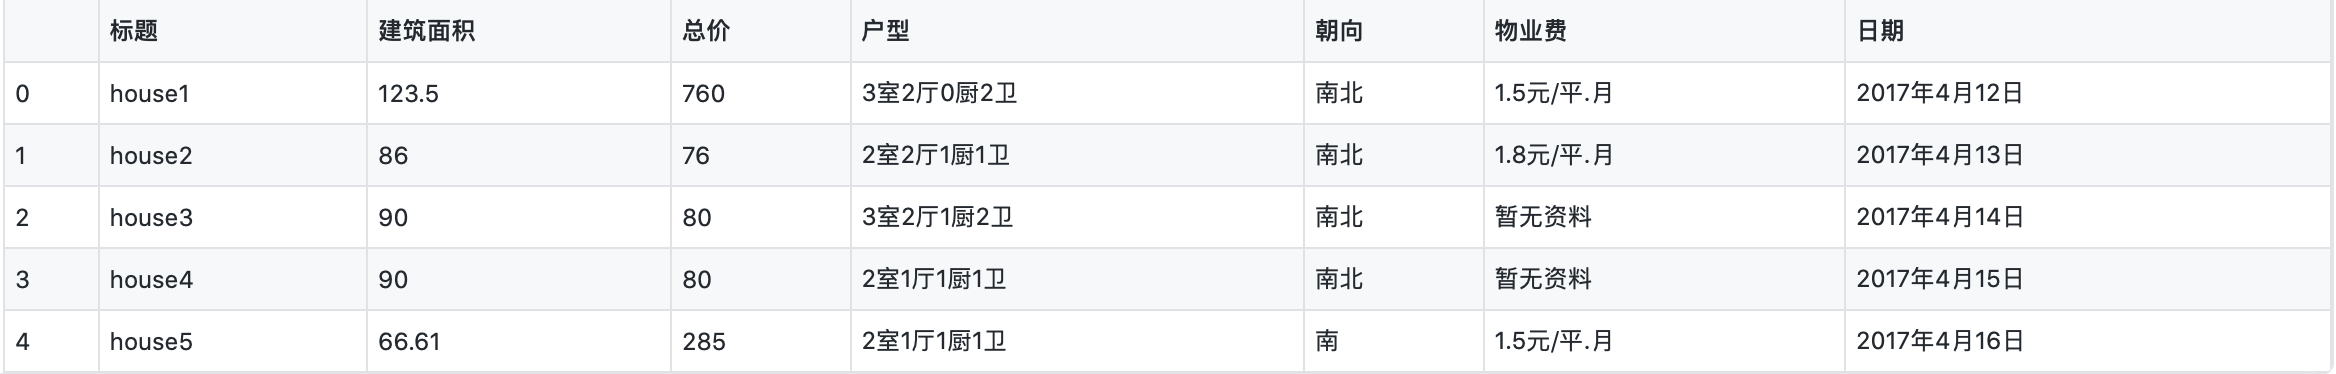 标题 建筑面积 总价 户型 朝向 物业费 日期
0 house1 123.5 760 3室2厅0厨2卫 南北 1.5元/平.月 2017年4月12日
1 house2 86 76 2室2厅1厨1卫 南北 1.8元/平.月 2017年4月13日
2 house3 90 80 3室2厅1厨2卫 南北 暂无资料 2017年4月14日
3 house4 90 80 2室1厅1厨1卫 南北 暂无资料 2017年4月15日
4 house5 66.61 285 2室1厅1厨1卫 南 1.5元/平.月 2017年4月16日